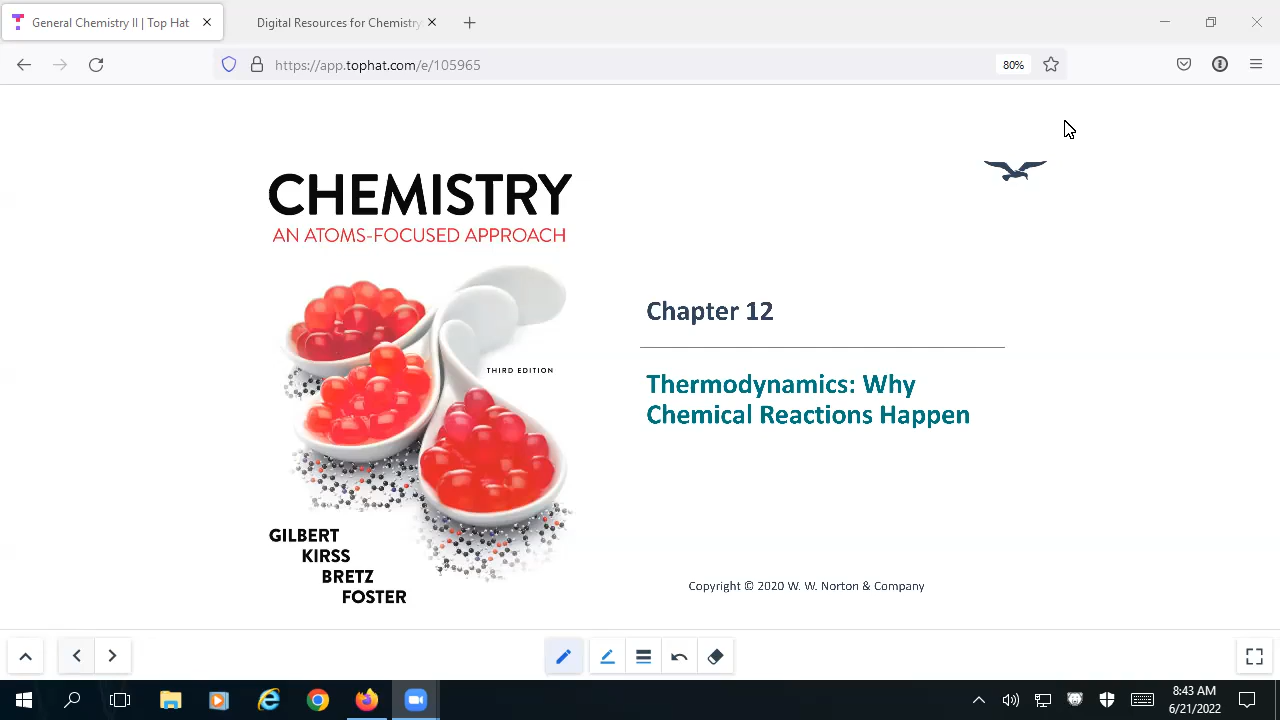 General Chemistry II | Top Hat
Digital Resources for Chemistry
https://app.tophat.com/e/105965
80%
CHEMISTRY
AN ATOMS-FOCUSED APPROACH
THIRD EDITION
GILBERT
KIRSS
BRETZ
FOSTER
Chapter 12
Thermodynamics: Why
Chemical Reactions Happen
Copyright © 2020 W. W. Norton & Company
8:43 AM
6/21/2022